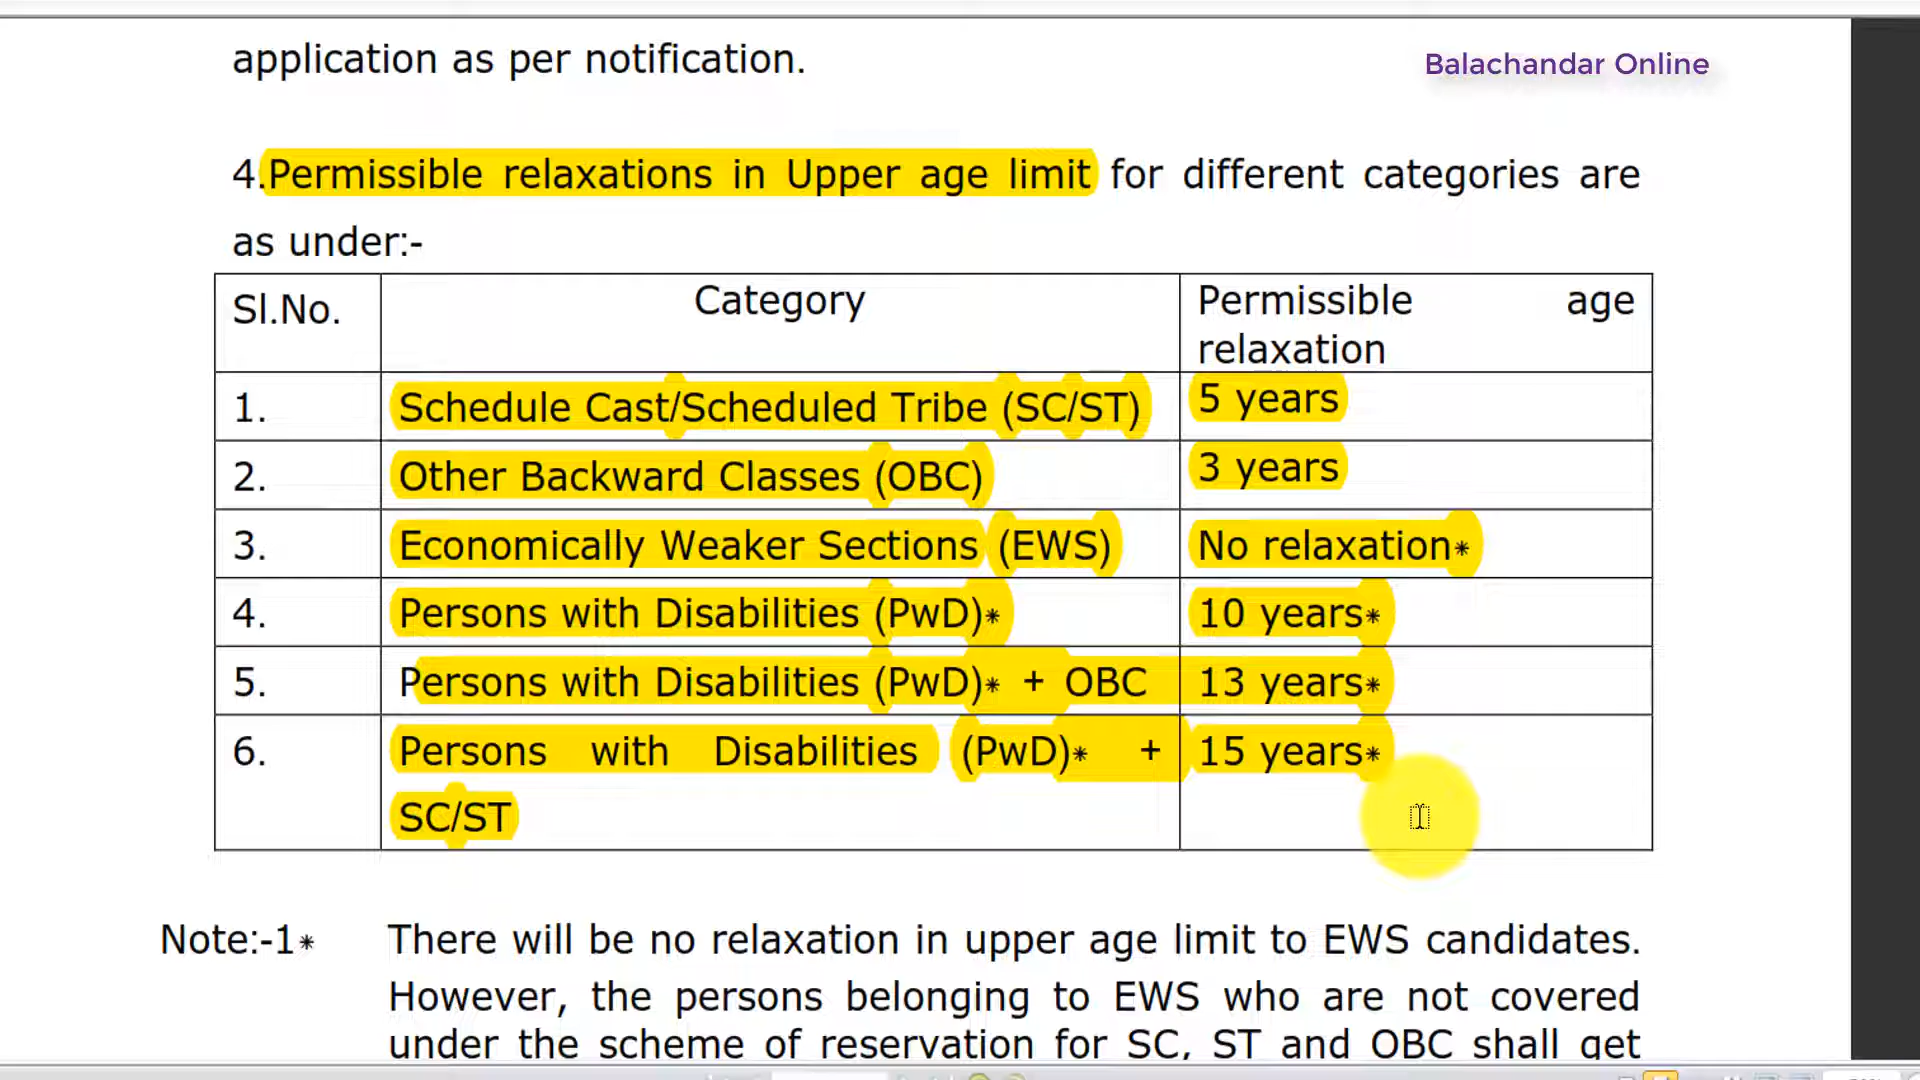 application as per notification.
Balachandar Online
4.Permissible relaxations in Upper age limit for different categories are
as under:-
Sl.No. Category Permissible age
relaxation
1. Schedule Cast/Scheduled Tribe (SC/ST) 5 years
2. Other Backward Classes (OBC) 3 years
3. Economically Weaker Sections (EWS) No relaxation*
4. Persons with Disabilities (PwD)* 10 years*
5. Persons with Disabilities (PwD)* + OBC 13 years*
6. Persons with Disabilities (PwD)* + 15 years*
SC/ST
Note:-1* There will be no relaxation in upper age limit to EWS candidates.
However, the persons belonging to EWS who are not covered
under the scheme of reservation for SC, ST and OBC shall get